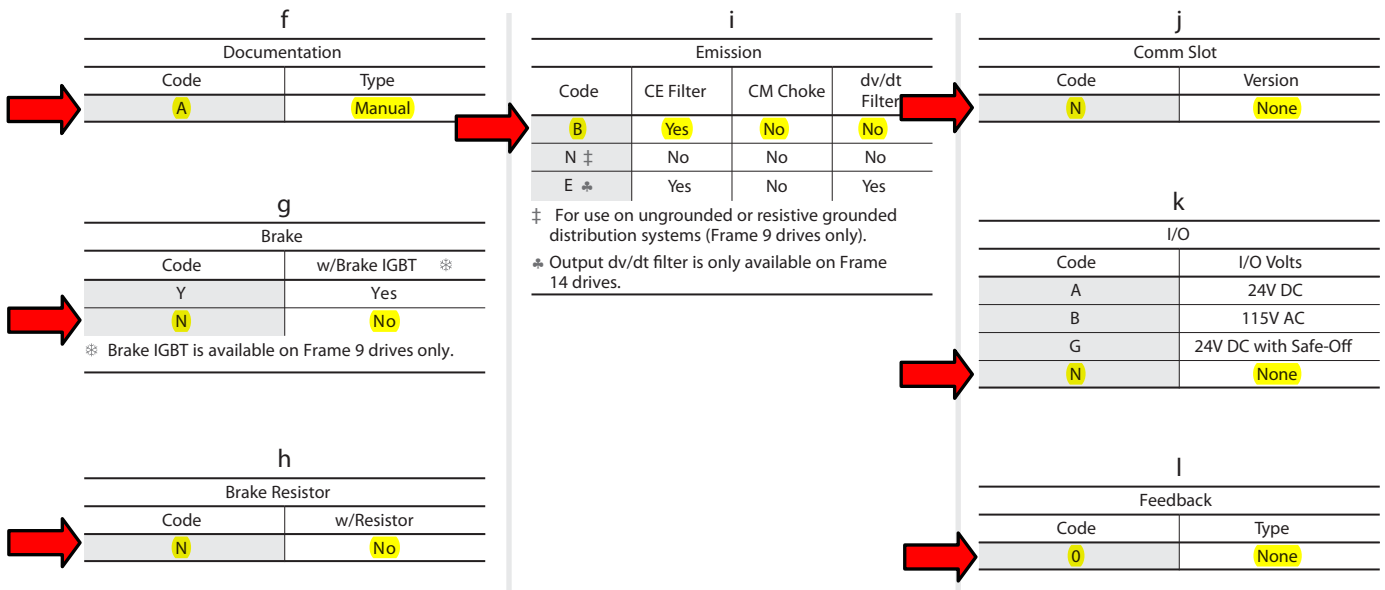 f
Documentation
Code Type
A Manual
g
Brake
Code w/Brake IGBT ❄
Y Yes
N No
❄ Brake IGBT is available on Frame 9 drives only.
h
Brake Resistor
Code w/Resistor
N No
i
Emission
Code CE Filter CM Choke dv/dt
Filter
B Yes No No
N ‡ No No No
E ♣ Yes No Yes
‡ For use on ungrounded or resistive grounded
distribution systems (Frame 9 drives only).
♣ Output dv/dt filter is only available on Frame
14 drives.
j
Comm Slot
Code Version
N None
k
I/O
Code I/O Volts
A 24V DC
B 115V AC
G 24V DC with Safe-Off
N None
l
Feedback
Code Type
0 None